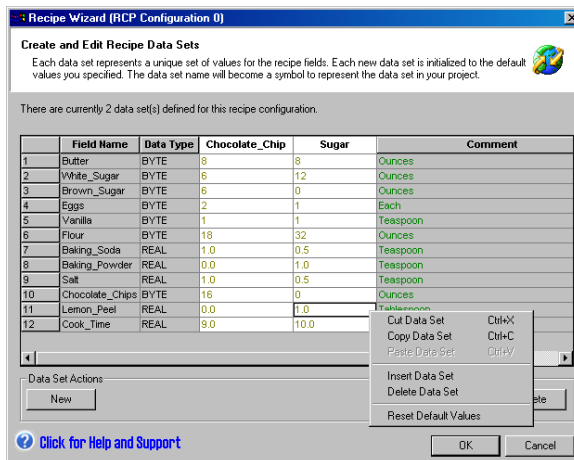 Recipe Wizard (RCP Configuration 0)
Create and Edit Recipe Data Sets
Each data set represents a unique set of values for the recipe fields. Each new data set is initialized to the default
values you specified. The data set name will become a symbol to represent the data set in your project.
There are currently 2 data set(s) defined for this recipe configuration.
Field Name Data Type Chocolate_Chip Sugar Comment
1 Butter BYTE 8 8 Ounces
2 White_Sugar BYTE 6 12 Ounces
3 Brown_Sugar BYTE 6 0 Ounces
4 Eggs BYTE 2 1 Each
5 Vanilla BYTE 1 1 Teaspoon
6 Flour BYTE 18 32 Ounces
7 Baking_Soda REAL 1.0 0.5 Teaspoon
8 Baking_Powder REAL 0.0 1.0 Teaspoon
9 Salt REAL 1.0 0.5 Teaspoon
10 Chocolate_Chips BYTE 16 0 Ounces
11 Lemon_Peel REAL 0.0 1.0 Tablespoon
12 Cook_Time REAL 9.0 10.0
Cut Data Set Ctrl+X
Copy Data Set Ctrl+C
Paste Data Set Ctrl+V
Insert Data Set
Delete Data Set
Reset Default Values
Data Set Actions
New ete
Click for Help and Support
OK Cancel